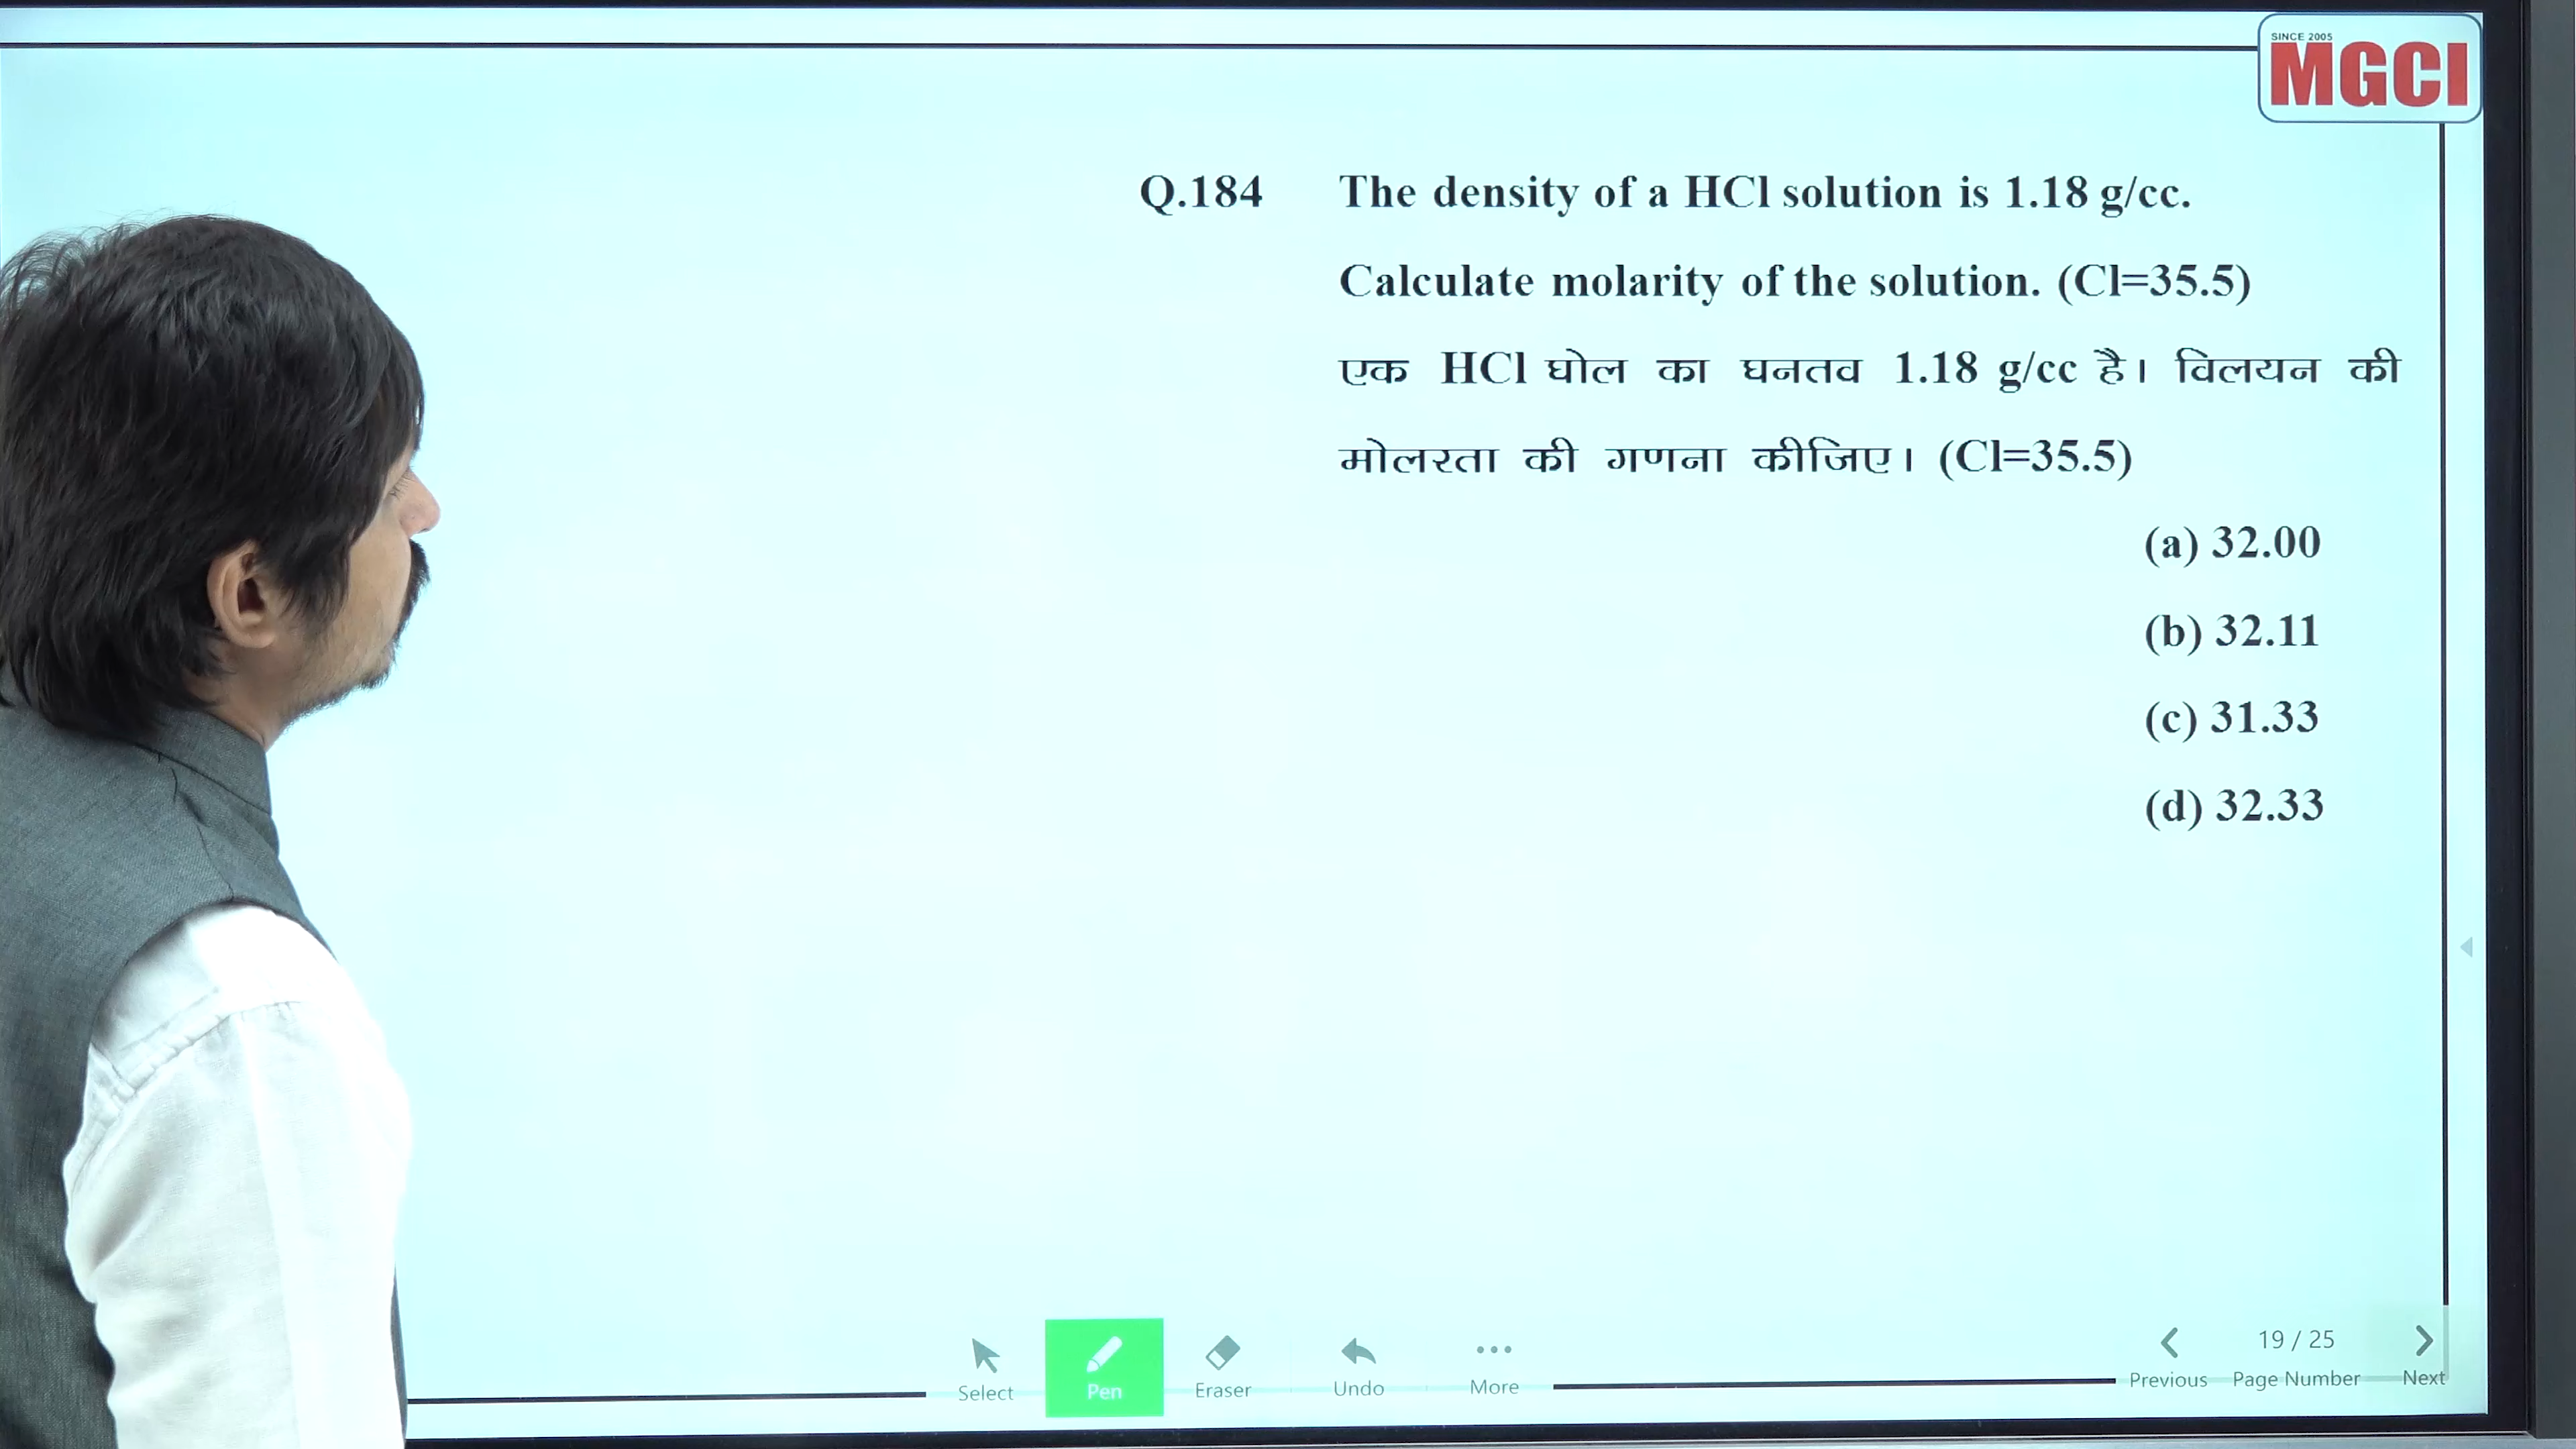 SINCE 2005
MGCI
Q.184 The density of a HCl solution is 1.18 g/cc.
Calculate molarity of the solution. (Cl=35.5)
एक HCl घोल का घनतव 1.18 g/cc है। विलयन की
मोलरता की गणना कीजिए। (Cl=35.5)
(a) 32.00
(b) 32.11
(c) 31.33
(d) 32.33
Select Pen Eraser Undo More
19 / 25
Previous Page Number Next